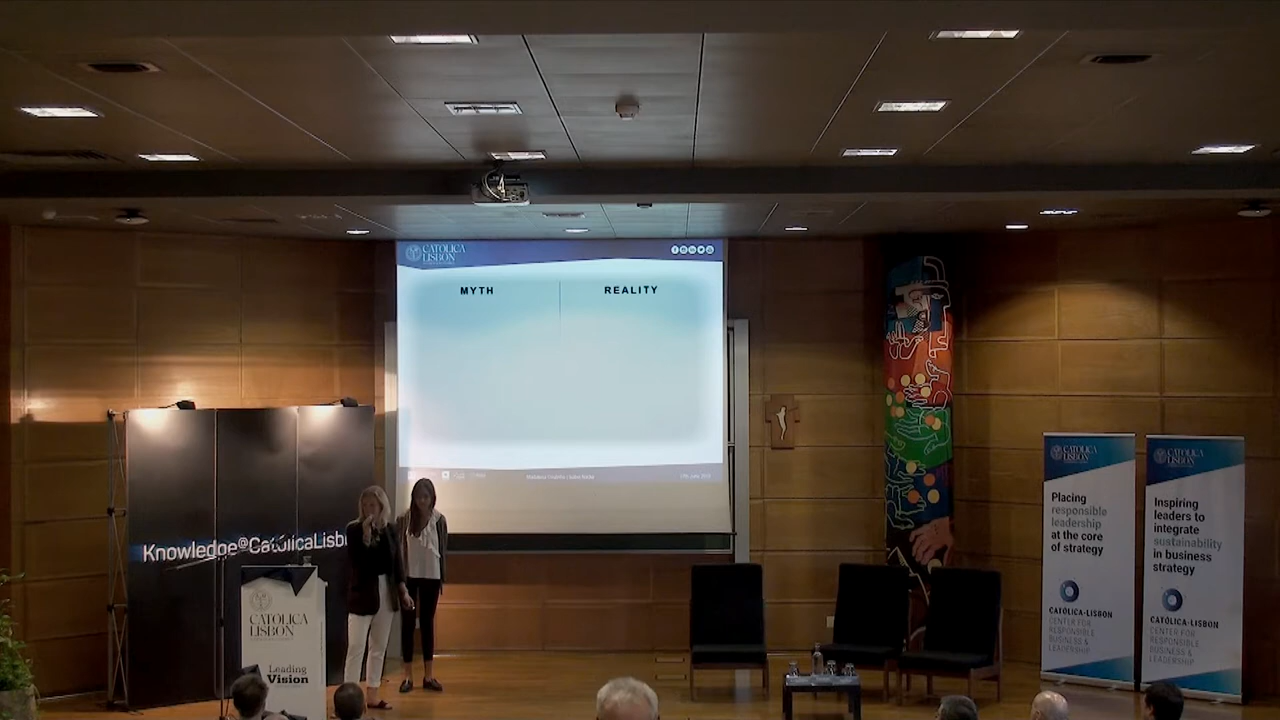 CATÓLICA
LISBON
MYTH
REALITY
Knowledge@CatólicaLisb
CATÓLICA
LISBON
Leading
Vision
CATÓLICA
LISBON
Placing
responsible
leadership
at the core
of strategy
CATÓLICA-LISBON
CENTER FOR
RESPONSIBLE
BUSINESS &
LEADERSHIP
CATÓLICA
LISBON
Inspiring
leaders to
integrate
sustainability
in business
strategy
CATÓLICA-LISBON
CENTER FOR
RESPONSIBLE
BUSINESS &
LEADERSHIP